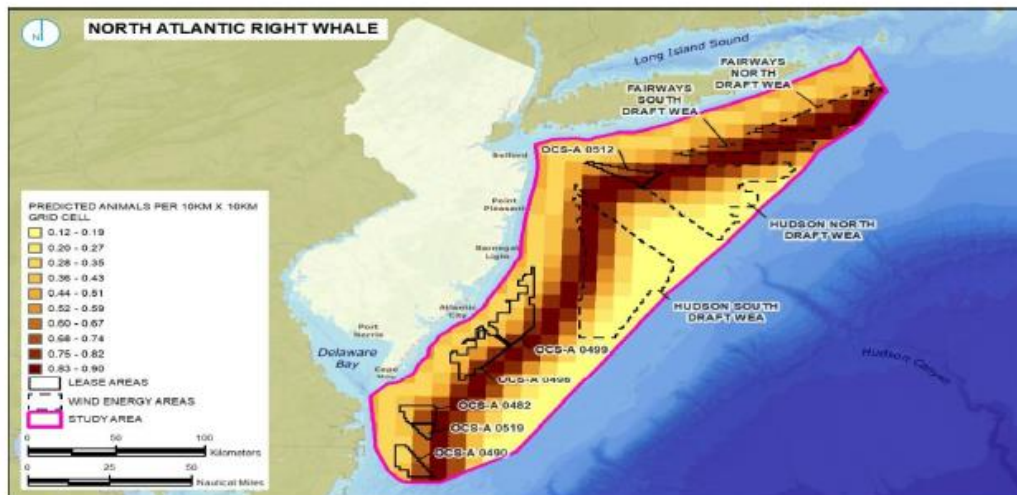 N
NORTH ATLANTIC RIGHT WHALE
Long Island Sound
FAIRWAYS
NORTH
DRAFT WEA
FAIRWAYS
SOUTH
DRAFT WEA
OCS-A 0512
Belford
Point
Pleasant
Barnegat
Light
HUDSON NORTH
DRAFT WEA
HUDSON SOUTH
DRAFT WEA
Atlantic
City
Port
Norris
Delaware
Bay
Cape
May
OCS-A 0499
OCS-A 0498
OCS-A 0482
OCS-A 0519
OCS-A 0490
Hudson Canyon
PREDICTED ANIMALS PER 10KM X 10KM
GRID CELL
0.12 - 0.19
0.20 - 0.27
0.28 - 0.35
0.36 - 0.43
0.44 - 0.51
0.52 - 0.59
0.60 - 0.67
0.68 - 0.74
0.75 - 0.82
0.83 - 0.90
LEASE AREAS
WIND ENERGY AREAS
STUDY AREA
0 50 100
Kilometers
0 25 50
Nautical Miles